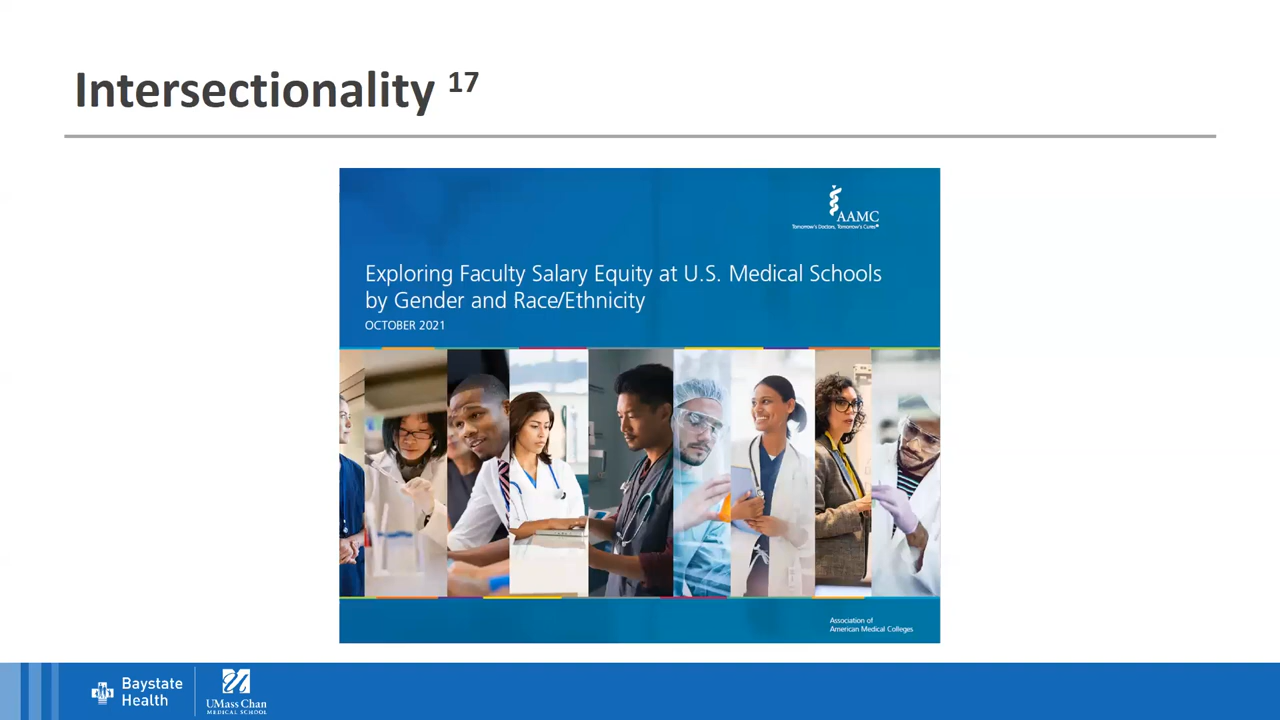 Intersectionality 17
AAMC
Tomorrow's Doctors, Tomorrow's Cures®
Exploring Faculty Salary Equity at U.S. Medical Schools
by Gender and Race/Ethnicity
OCTOBER 2021
Association of
American Medical Colleges
Baystate
Health
UMass Chan
MEDICAL SCHOOL